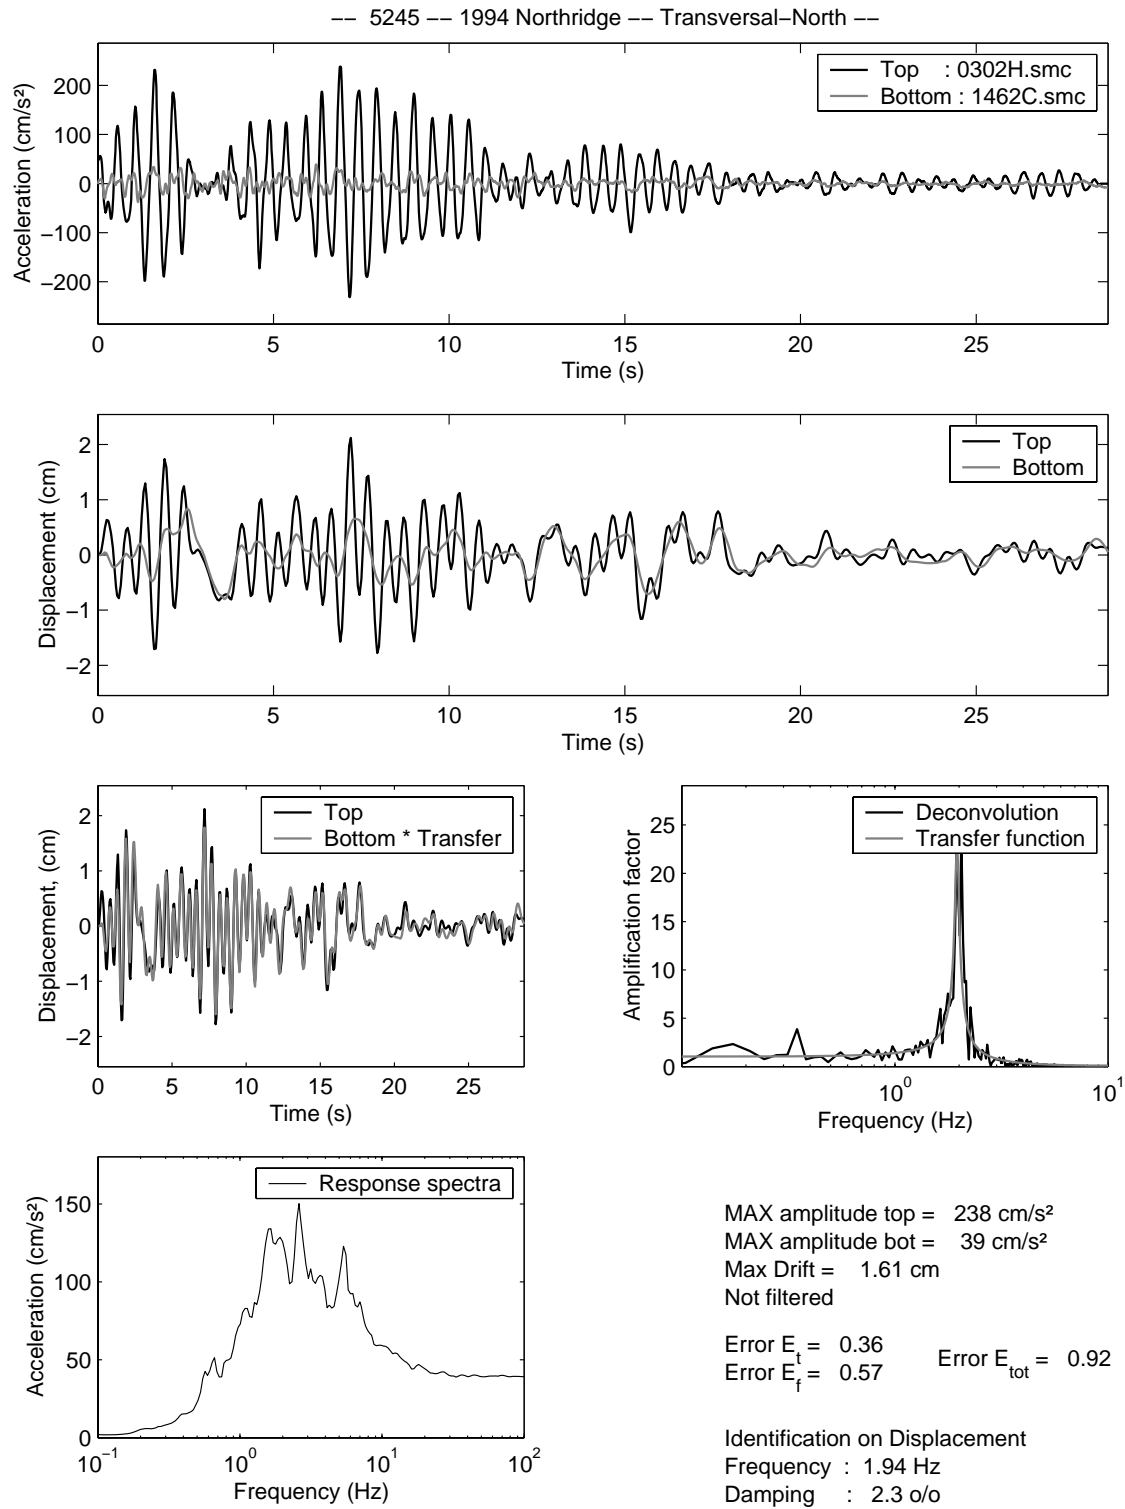 −− 5245 −− 1994 Northridge −− Transversal−North −−
Acceleration (cm/s²)
200
100
0
−100
−200
Top : 0302H.smc
Bottom : 1462C.smc
0 5 10 15 20 25
Time (s)
Displacement (cm)
2
1
0
−1
−2
Top
Bottom
0 5 10 15 20 25
Time (s)
Displacement, (cm)
2
1
0
−1
−2
Top
Bottom * Transfer
0 5 10 15 20 25
Time (s)
Amplification factor
25
20
15
10
5
0
Deconvolution
Transfer function
10^0 10^1
Frequency (Hz)
Acceleration (cm/s²)
150
100
50
0
Response spectra
10^−1 10^0 10^1 10^2
Frequency (Hz)
MAX amplitude top = 238 cm/s²
MAX amplitude bot = 39 cm/s²
Max Drift = 1.61 cm
Not filtered
Error E_t = 0.36
Error E_f = 0.57
Error E_tot = 0.92
Identification on Displacement
Frequency : 1.94 Hz
Damping : 2.3 o/o